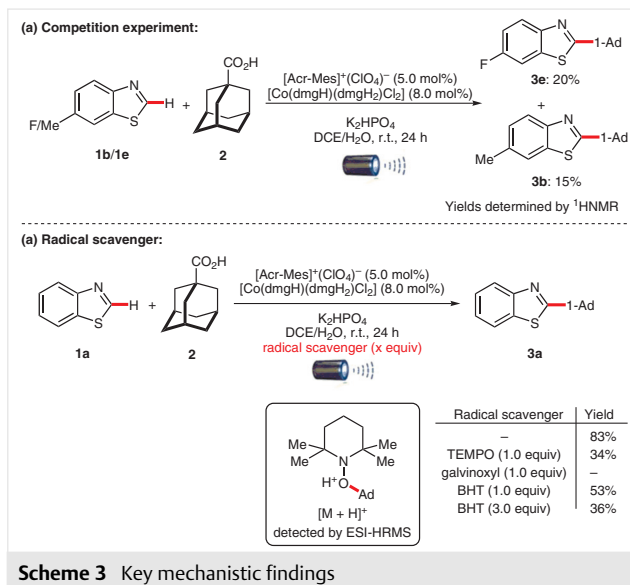 (a) Competition experiment:
F/Me
N
S
H
1b/1e
+
CO2H
2
[Acr-Mes]+(ClO4)− (5.0 mol%)
[Co(dmgH)(dmgH2)Cl2] (8.0 mol%)
K2HPO4
DCE/H2O, r.t., 24 h
F
N
S
1-Ad
3e: 20%
+
Me
N
S
1-Ad
3b: 15%
Yields determined by 1HNMR
(a) Radical scavenger:
N
S
H
1a
+
CO2H
2
[Acr-Mes]+(ClO4)− (5.0 mol%)
[Co(dmgH)(dmgH2)Cl2] (8.0 mol%)
K2HPO4
DCE/H2O, r.t., 24 h
radical scavenger (x equiv)
N
S
1-Ad
3a
Me Me
Me N Me
H+O
Ad
[M + H]+
detected by ESI-HRMS
Radical scavenger Yield
– 83%
TEMPO (1.0 equiv) 34%
galvinoxyl (1.0 equiv) –
BHT (1.0 equiv) 53%
BHT (3.0 equiv) 36%
Scheme 3 Key mechanistic findings